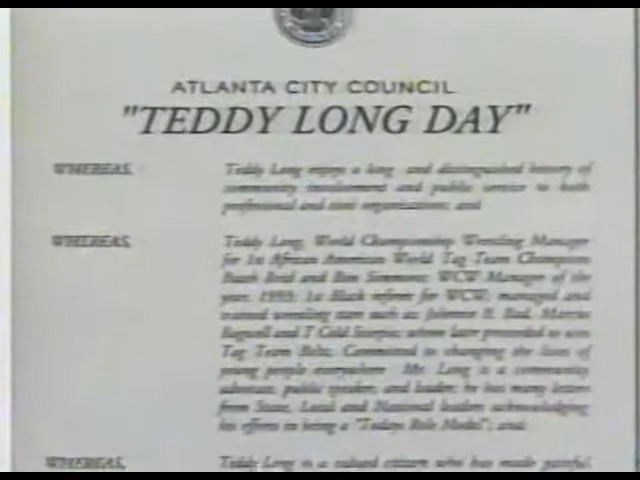 ATLANTA CITY COUNCIL
"TEDDY LONG DAY"
WHEREAS, Teddy Long enjoys a long and distinguished history of
community involvement and public service to both
professional and civic organizations; and
WHEREAS, Teddy Long, World Championship Wrestling Manager
for 1st African American World Tag Team Champions
Butch Reid and Ron Simmons; WCW Manager of the
year, 1993; 1st Black referee for WCW; managed and
trained wrestling stars such as: Johnnie B. Bad, Marcus
Bagwell and T Cold Scorpio; whom later proceeded to win
Tag Team Belts. Committed to changing the lives of
young people everywhere. Mr. Long is a community
advocate, public speaker, and leader; he has many letters
from State, Local and National leaders acknowledging
his efforts in being a "Todays Role Model"; and
WHEREAS, Teddy Long is a valued citizen who has made